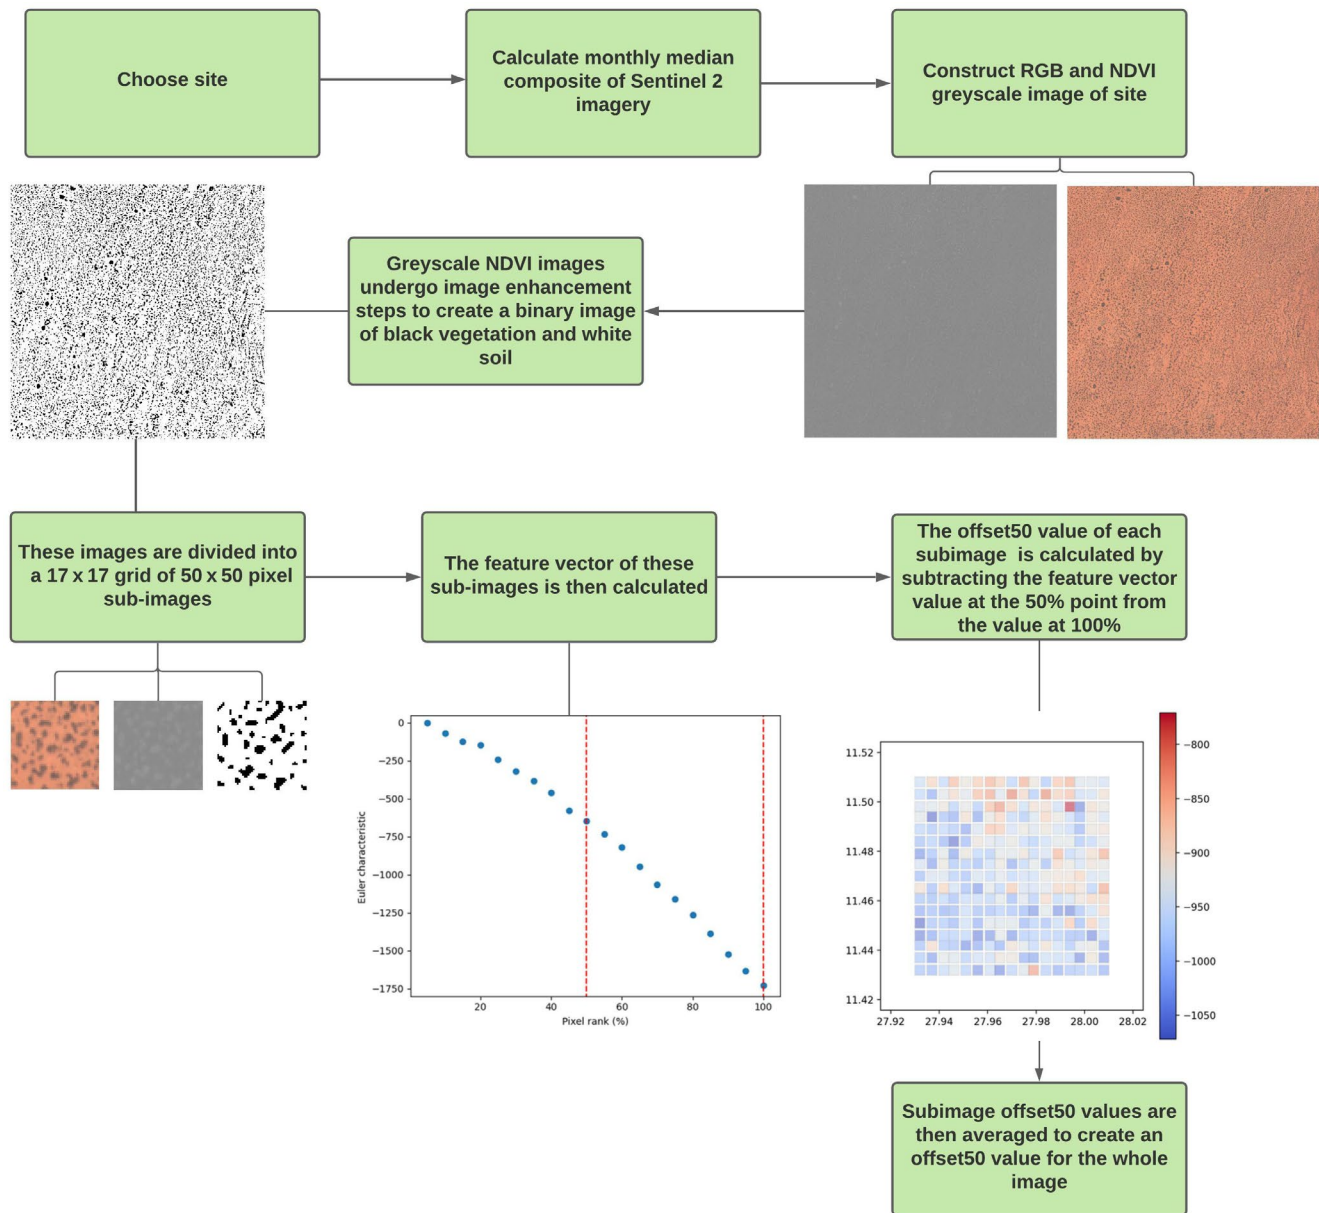 Choose site
Calculate monthly median
composite of Sentinel 2
imagery
Construct RGB and NDVI
greyscale image of site
Greyscale NDVI images
undergo image enhancement
steps to create a binary image
of black vegetation and white
soil
These images are divided into
a 17 x 17 grid of 50 x 50 pixel
sub-images
The feature vector of these
sub-images is then calculated
The offset50 value of each
subimage is calculated by
subtracting the feature vector
value at the 50% point from
the value at 100%
0
−250
−500
−750
−1000
−1250
−1500
−1750
Euler characteristic
20 40 60 80 100
Pixel rank (%)
11.52
11.50
11.48
11.46
11.44
11.42
27.92 27.94 27.96 27.98 28.00 28.02
−800
−850
−900
−950
−1000
−1050
Subimage offset50 values are
then averaged to create an
offset50 value for the whole
image